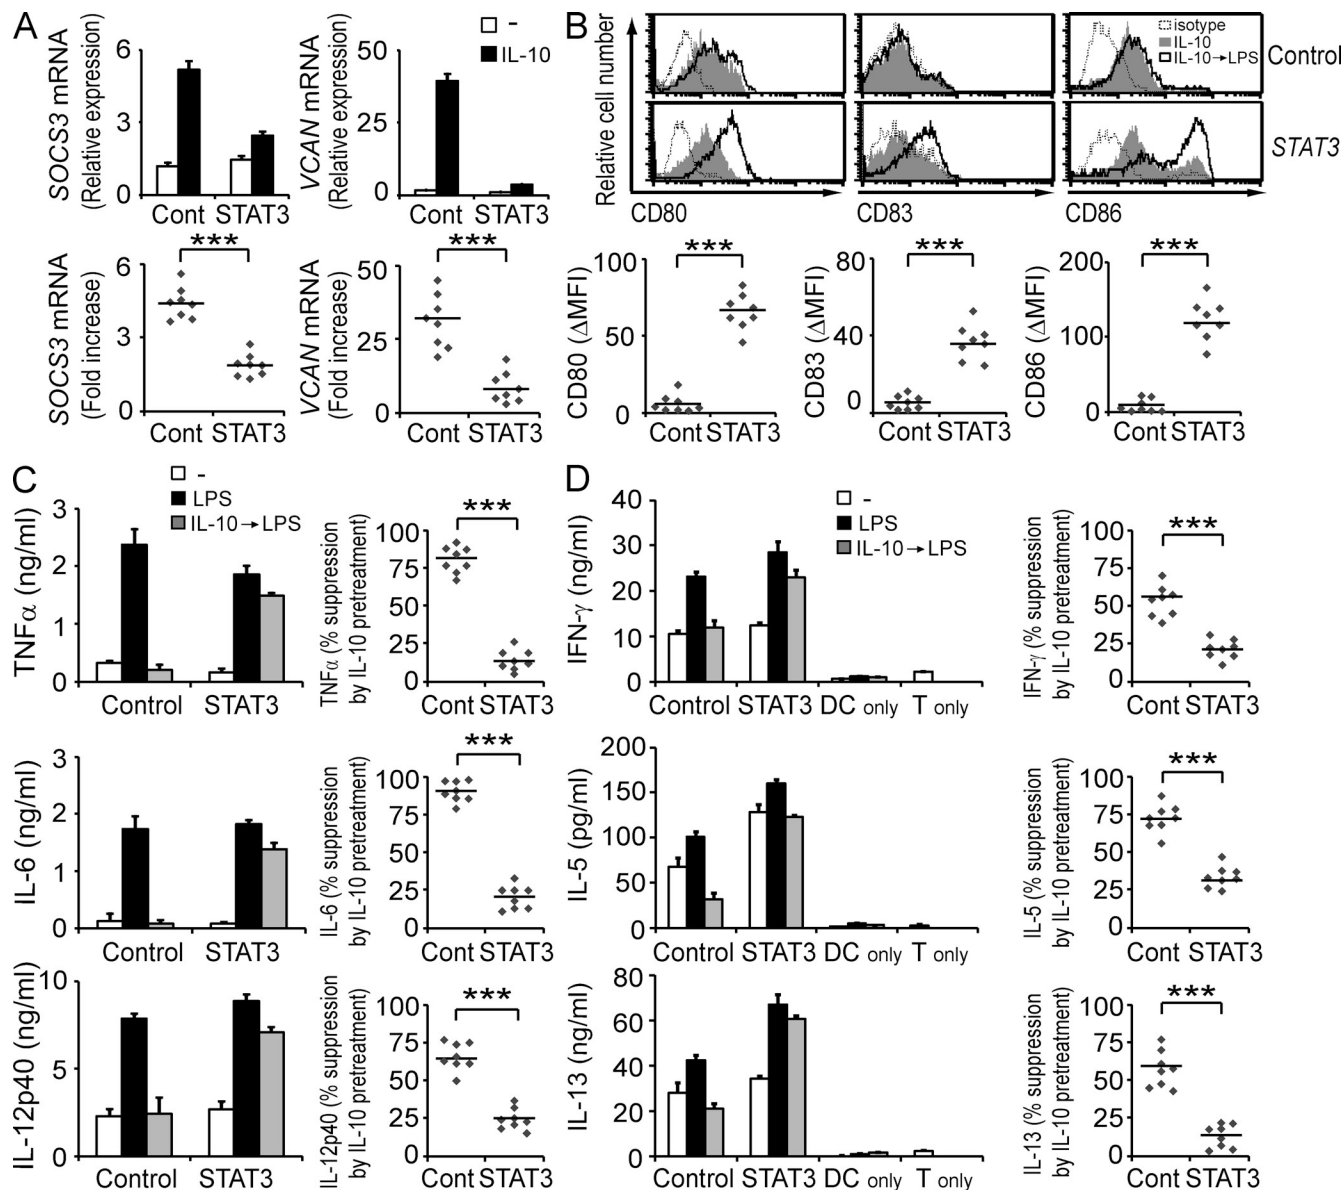 A
SOCS3 mRNA
(Relative expression)
6
3
0
Cont STAT3
VCAN mRNA
(Relative expression)
50
25
0
Cont STAT3
-
IL-10
SOCS3 mRNA
(Fold increase)
6
3
0
***
Cont STAT3
VCAN mRNA
(Fold increase)
50
25
0
***
Cont STAT3
B
Relative cell number
isotype
IL-10
IL-10→LPS
Control
STAT3
CD80
CD83
CD86
CD80 (ΔMFI)
100
50
0
***
Cont STAT3
CD83 (ΔMFI)
80
40
0
***
Cont STAT3
CD86 (ΔMFI)
200
100
0
***
Cont STAT3
C
-
LPS
IL-10→LPS
TNFα (ng/ml)
3
2
1
0
Control STAT3
TNFα (% suppression
by IL-10 pretreatment)
100
75
50
25
0
***
Cont STAT3
IL-6 (ng/ml)
3
2
1
0
Control STAT3
IL-6 (% suppression
by IL-10 pretreatment)
100
75
50
25
0
***
Cont STAT3
IL-12p40 (ng/ml)
10
5
0
Control STAT3
IL-12p40 (% suppression
by IL-10 pretreatment)
100
75
50
25
0
***
Cont STAT3
D
-
LPS
IL-10→LPS
IFN-γ (ng/ml)
40
30
20
10
0
Control STAT3 DC only T only
IFN-γ (% suppression
by IL-10 pretreatment)
100
75
50
25
0
***
Cont STAT3
IL-5 (pg/ml)
200
150
100
50
0
Control STAT3 DC only T only
IL-5 (% suppression
by IL-10 pretreatment)
100
75
50
25
0
***
Cont STAT3
IL-13 (ng/ml)
80
60
40
20
0
Control STAT3 DC only T only
IL-13 (% suppression
by IL-10 pretreatment)
100
75
50
25
0
***
Cont STAT3